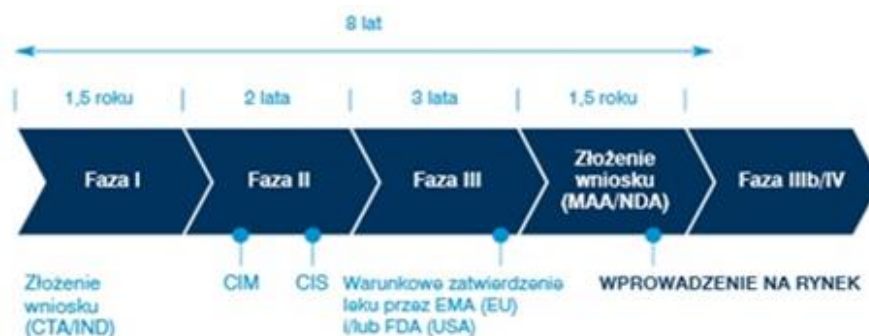 8 lat
1,5 roku
2 lata
3 lata
1,5 roku
Faza I
Faza II
Faza III
Złożenie
wniosku
(MAA/NDA)
Faza IIIb/IV
Złożenie
wniosku
(CTA/IND)
CIM
CIS
Warunkowe zatwierdzenie
leku przez EMA (EU)
i/lub FDA (USA)
WPROWADZENIE NA RYNEK